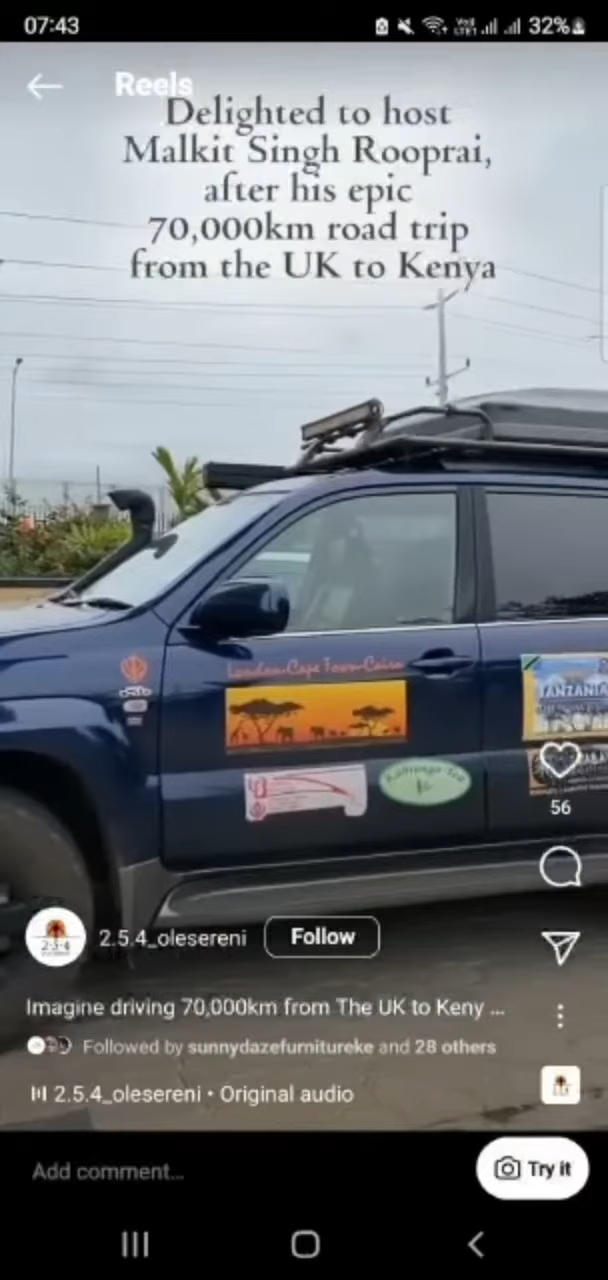 07:43
32%
Reels
Delighted to host
Malkit Singh Rooprai,
after his epic
70,000km road trip
from the UK to Kenya
London-Cape Town-Cairo
TANZANIA
56
2.5.4_olesereni
Follow
Imagine driving 70,000km from The UK to Keny ...
Followed by sunnydazefurnitureke and 28 others
2.5.4_olesereni • Original audio
Add comment...
Try it